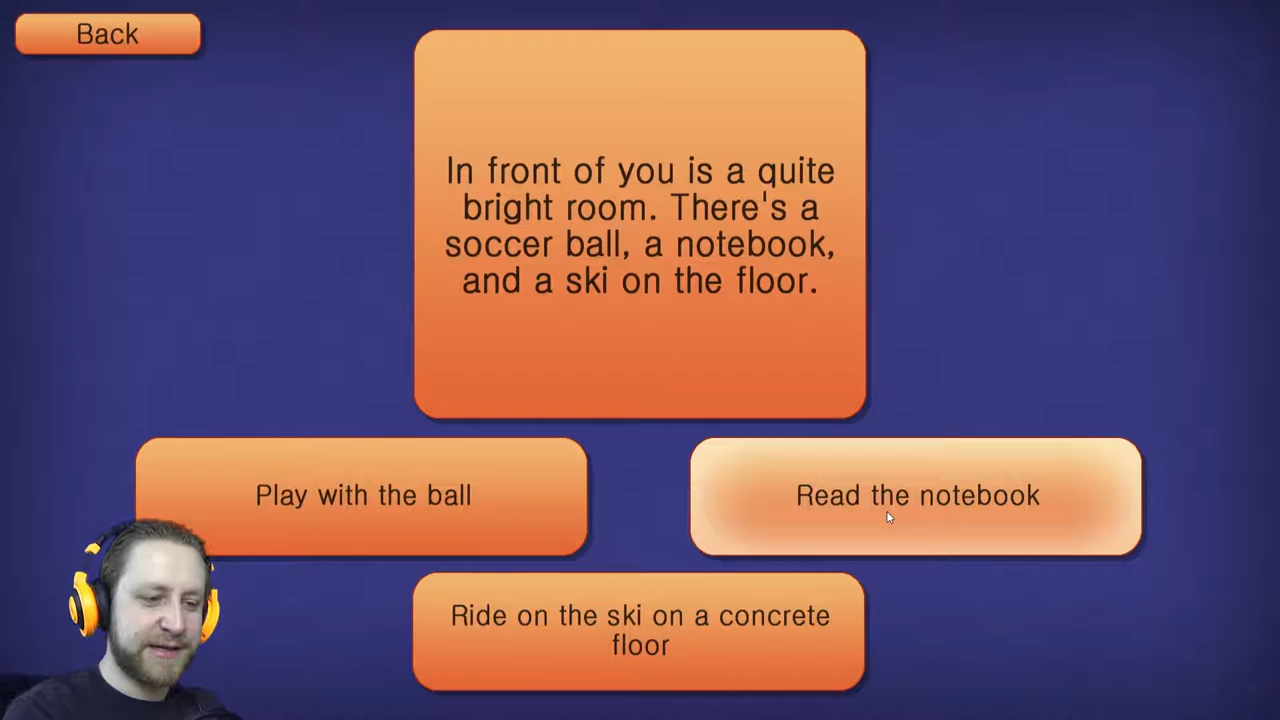 Back
In front of you is a quite
bright room. There's a
soccer ball, a notebook,
and a ski on the floor.
Play with the ball
Read the notebook
Ride on the ski on a concrete
floor